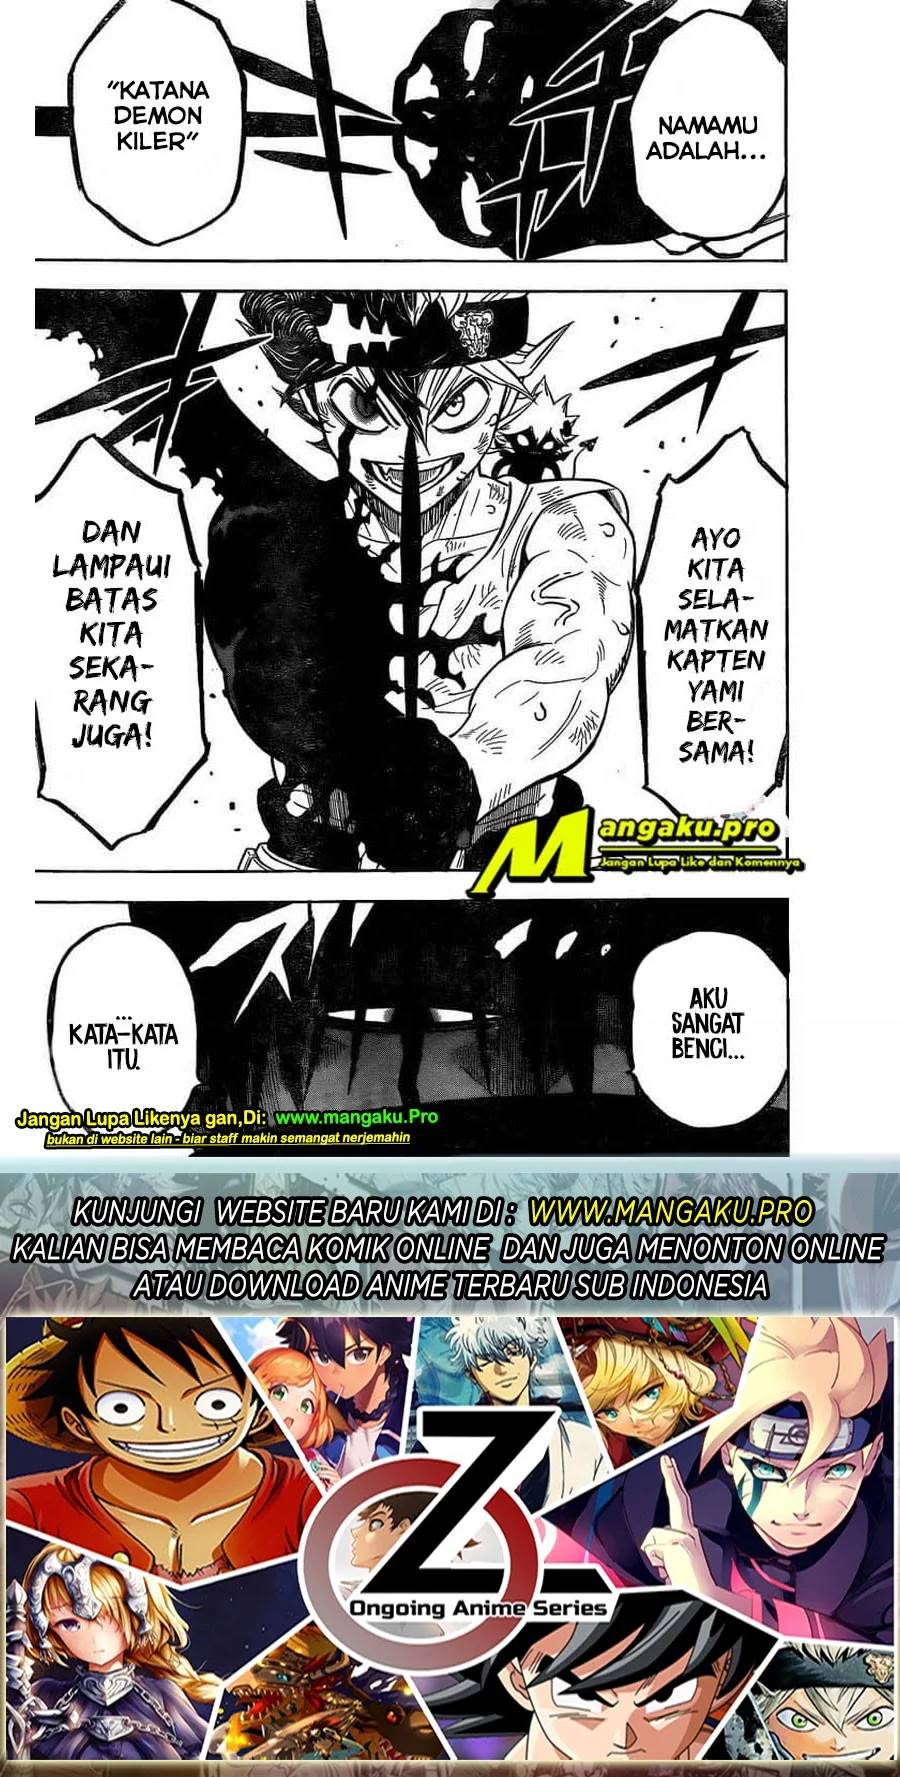 NAMAMU
ADALAH...
"KATANA
DEMON
KILER"
AYO
KITA
SELA-
MATKAN
KAPTEN
YAMI
BER-
SAMA!
DAN
LAMPAUI
BATAS
KITA
SEKA-
RANG
JUGA!
Mangaku.pro
Jangan Lupa Like dan Komennya
AKU
SANGAT
BENCI...
...
KATA-KATA
ITU.
Jangan Lupa Likenya gan,Di: www.mangaku.Pro
bukan di website lain - biar staff makin semangat nerjemahin
KUNJUNGI WEBSITE BARU KAMI DI : WWW.MANGAKU.PRO
KALIAN BISA MEMBACA KOMIK ONLINE DAN JUGA MENONTON ONLINE
ATAU DOWNLOAD ANIME TERBARU SUB INDONESIA
OZ
Ongoing Anime Series